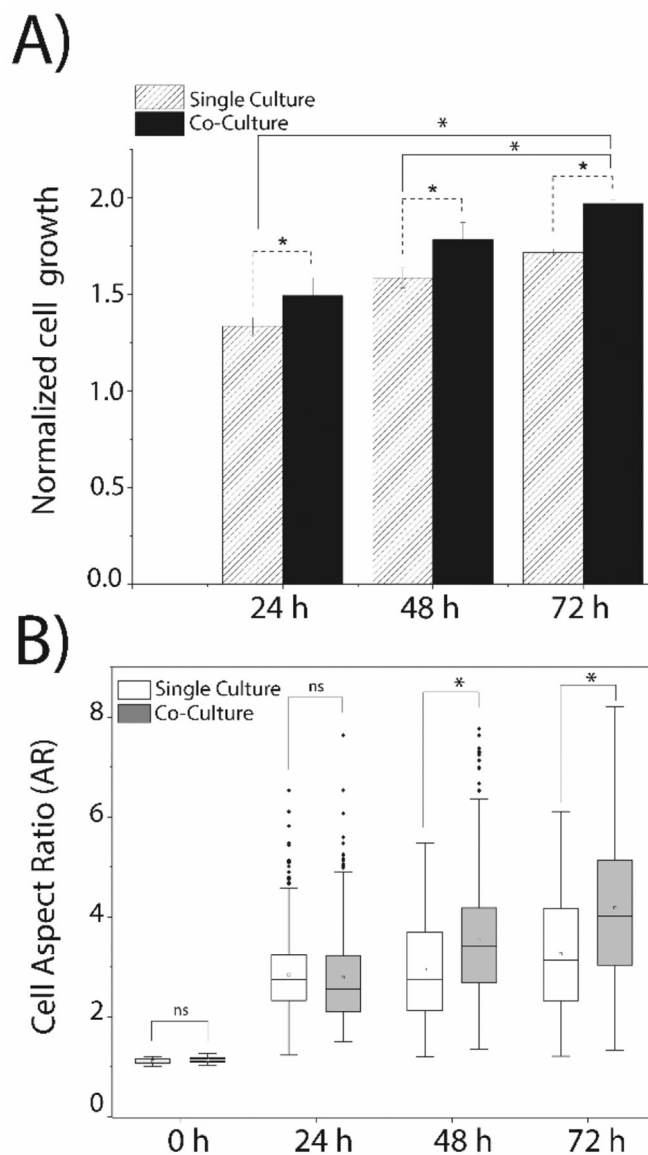 A)
Single Culture
Co-Culture
*
*
*
*
*
Normalized cell growth
2.0
1.5
1.0
0.5
0.0
24 h 48 h 72 h
B)
Single Culture
Co-Culture
ns
*
*
ns
Cell Aspect Ratio (AR)
8
6
4
2
0
0 h 24 h 48 h 72 h